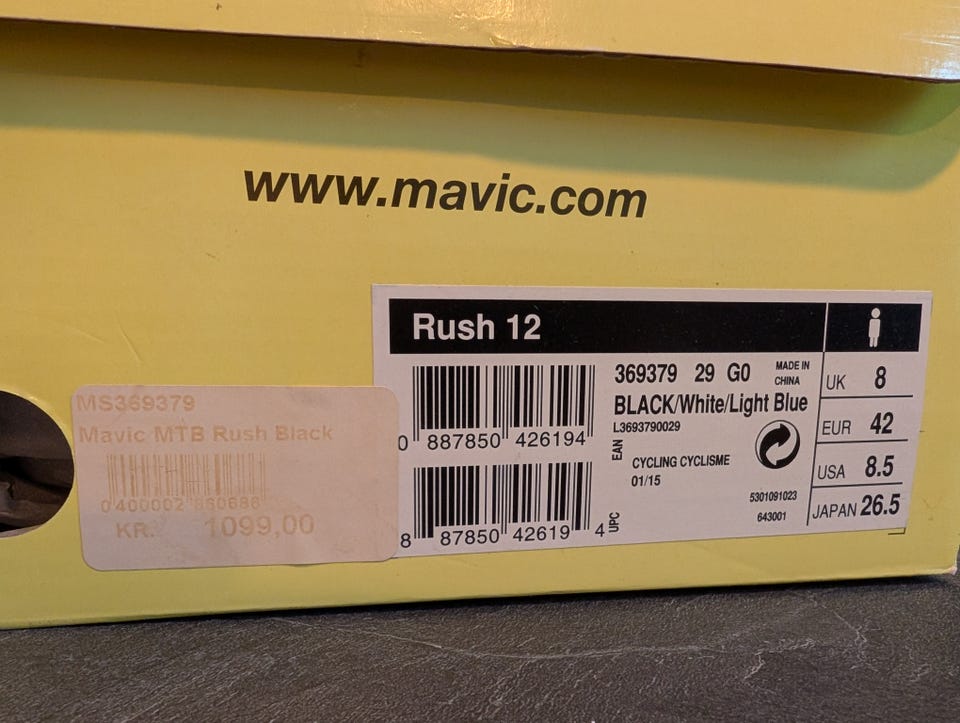 www.mavic.com
Rush 12
369379 29 G0
MADE IN
CHINA
BLACK/White/Light Blue
L3693790029
EAN
CYCLING CYCLISME
01/15
5301091023
643001
0 887850 426194
8 87850 42619 4
UPC
UK 8
EUR 42
USA 8.5
JAPAN 26.5
MS369379
Mavic MTB Rush Black
0 400002 860686
KR. 1099,00